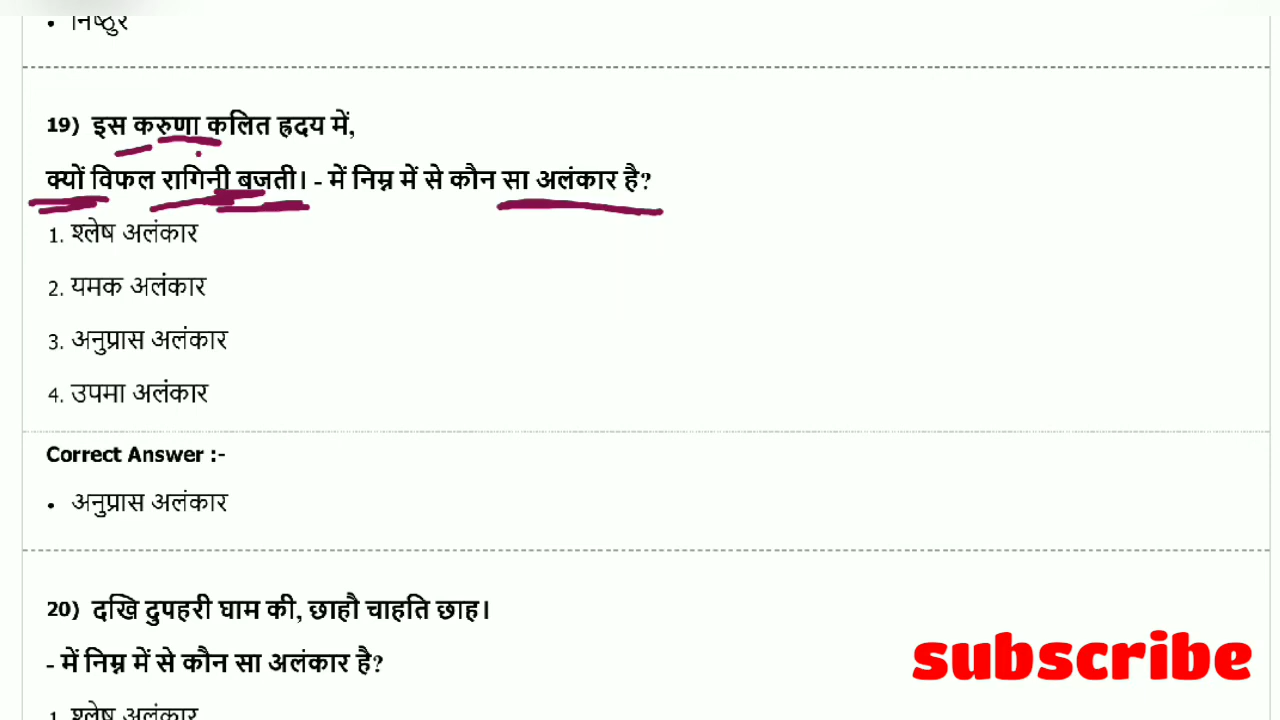 • निष्ठुर
19) इस करुणा कलित ह्रदय में,
क्यों विफल रागिनी बजती। - में निम्न में से कौन सा अलंकार है?
1. श्लेष अलंकार
2. यमक अलंकार
3. अनुप्रास अलंकार
4. उपमा अलंकार
Correct Answer :-
• अनुप्रास अलंकार
20) दखि दुपहरी घाम की, छाहौ चाहति छाह।
- में निम्न में से कौन सा अलंकार है?
subscribe
1. श्लेष अलंकार